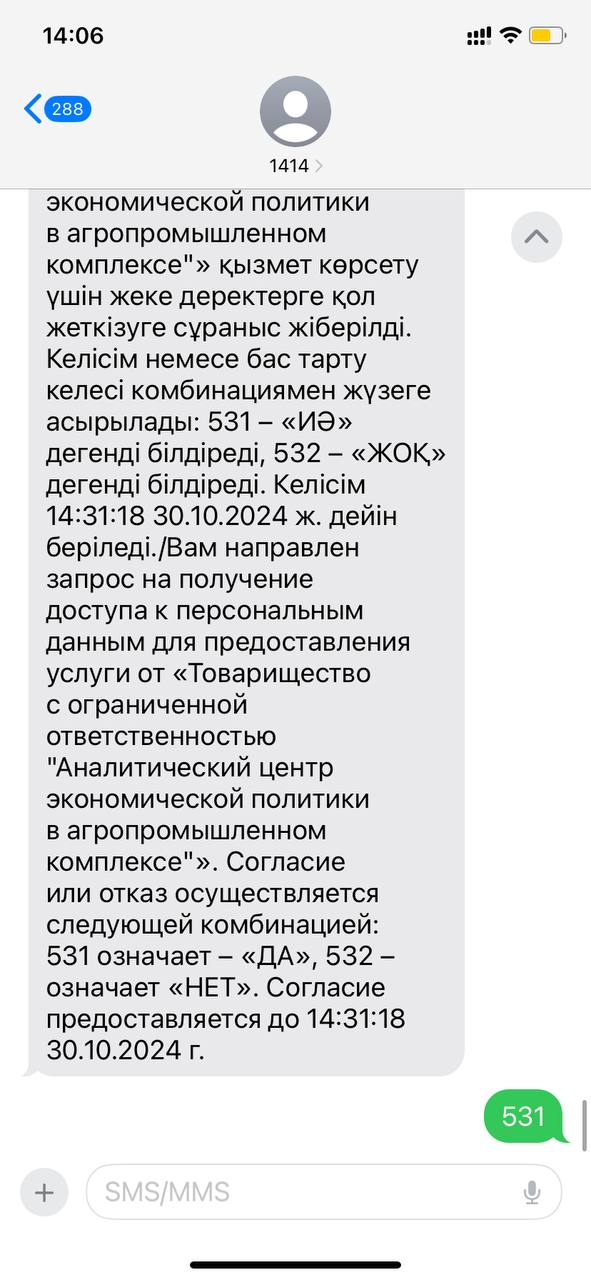 14:06
288
1414
экономической политики
в агропромышленном
комплексе"» қызмет көрсету
үшін жеке деректерге қол
жеткізуге сұраныс жіберілді.
Келісім немесе бас тарту
келесі комбинациямен жүзеге
асырылады: 531 – «ИӘ»
дегенді білдіреді, 532 – «ЖОҚ»
дегенді білдіреді. Келісім
14:31:18 30.10.2024 ж. дейін
беріледі./Вам направлен
запрос на получение
доступа к персональным
данным для предоставления
услуги от «Товарищество
с ограниченной
ответственностью
"Аналитический центр
экономической политики
в агропромышленном
комплексе"». Согласие
или отказ осуществляется
следующей комбинацией:
531 означает – «ДА», 532 –
означает «НЕТ». Согласие
предоставляется до 14:31:18
30.10.2024 г.
531
SMS/MMS